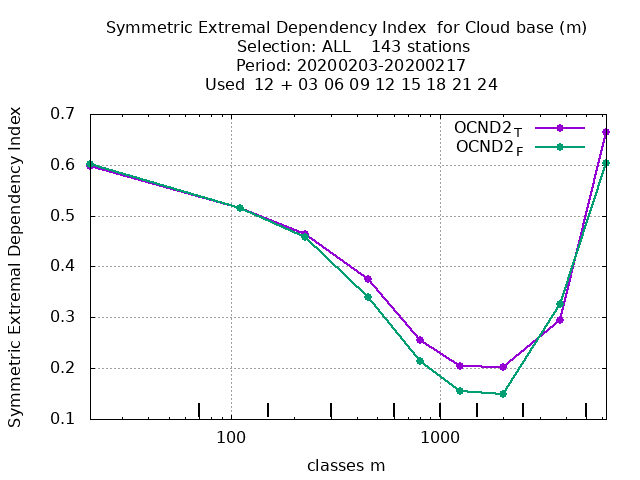 Symmetric Extremal Dependency Index  for Cloud base (m)
Selection: ALL    143 stations
Period: 20200203-20200217
Used  12 + 03 06 09 12 15 18 21 24
OCND2T
OCND2F
Symmetric Extremal Dependency Index
0.7
0.6
0.5
0.4
0.3
0.2
0.1
100 1000
classes m